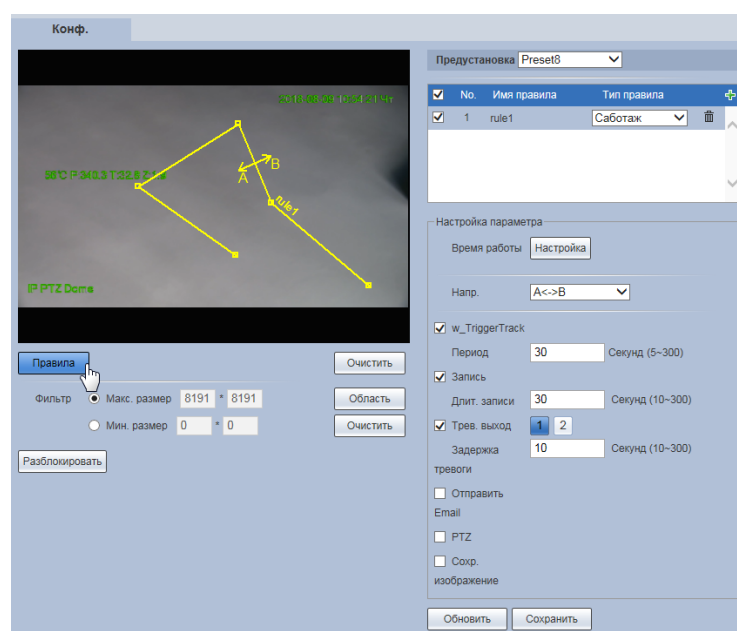 Конф.
Предустановка Preset8
No. Имя правила Тип правила
1 rule1 Саботаж
2018-08-09 10:54:21 Чт
B
A
rule1
IP PTZ Dome
Настройка параметра
Время работы Настройка
Напр. A<->B
w_TriggerTrack
Период 30 Секунд (5~300)
Запись
Длит. записи 30 Секунд (10~300)
Трев. выход 1 2
Задержка 10 Секунд (10~300)
тревоги
Отправить
Email
PTZ
Сохр.
изображение
Обновить Сохранить
Правила Очистить
Фильтр Макс. размер 8191 * 8191 Область
Мин. размер 0 * 0 Очистить
Разблокировать